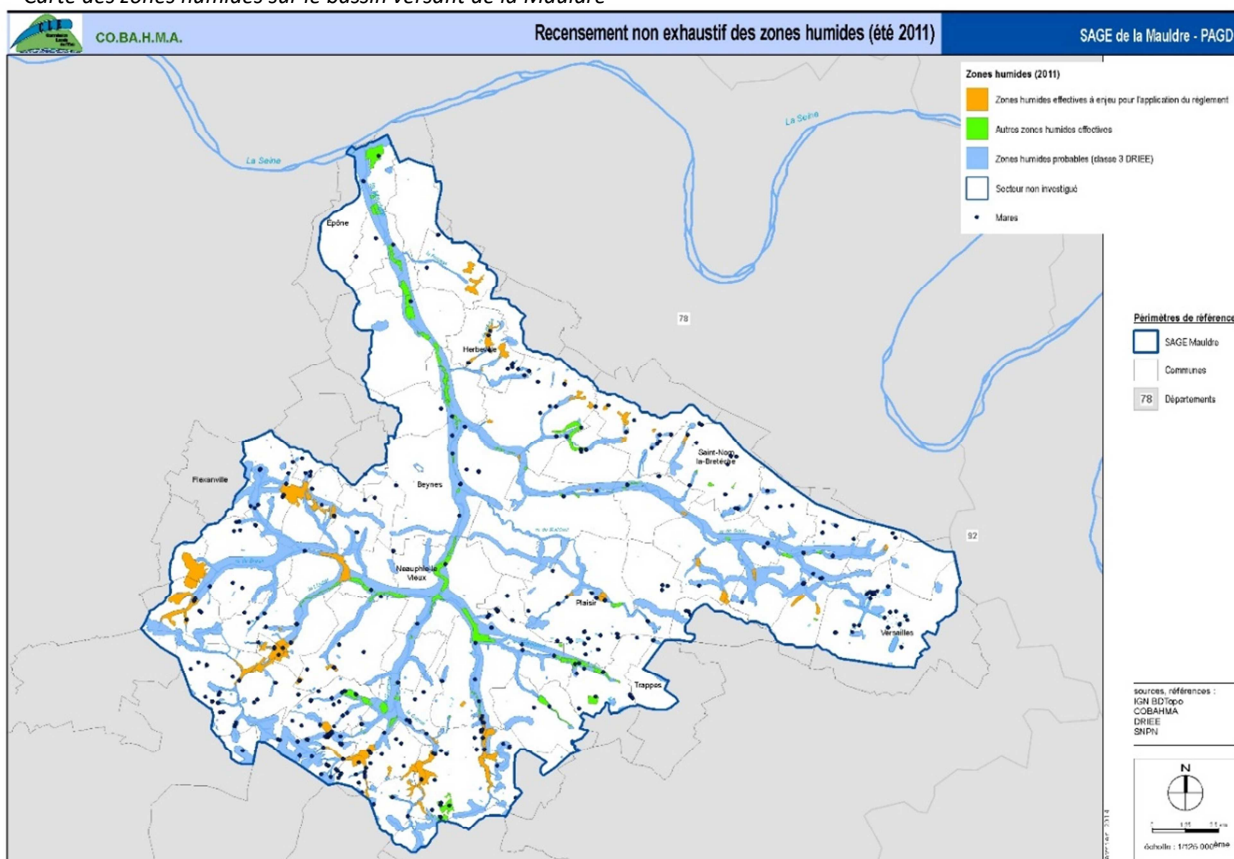 Carte des zones humides sur le bassin versant de la Mauldre
CO.BA.H.M.A.
Recensement non exhaustif des zones humides (été 2011)
SAGE de la Mauldre - PAGD
Zones humides (2011)
Zones humides effectives à enjeu pour l'application du règlement
Autres zones humides effectives
Zones humides probables (classe 3 DRIEE)
Secteur non investigué
Mares
La Seine
La Seine
Epône
78
Herbeville
Saint-Nom
la-Bretèche
Flexanville
Beynes
92
Neauphle-le
Vieux
Plaisir
Versailles
Trappes
Périmètres de référence
SAGE Mauldre
Communes
78 Départements
sources, références :
IGN BDTopo
COBAHMA
DRIEE
SNPN
N
échelle : 1/126 000ème